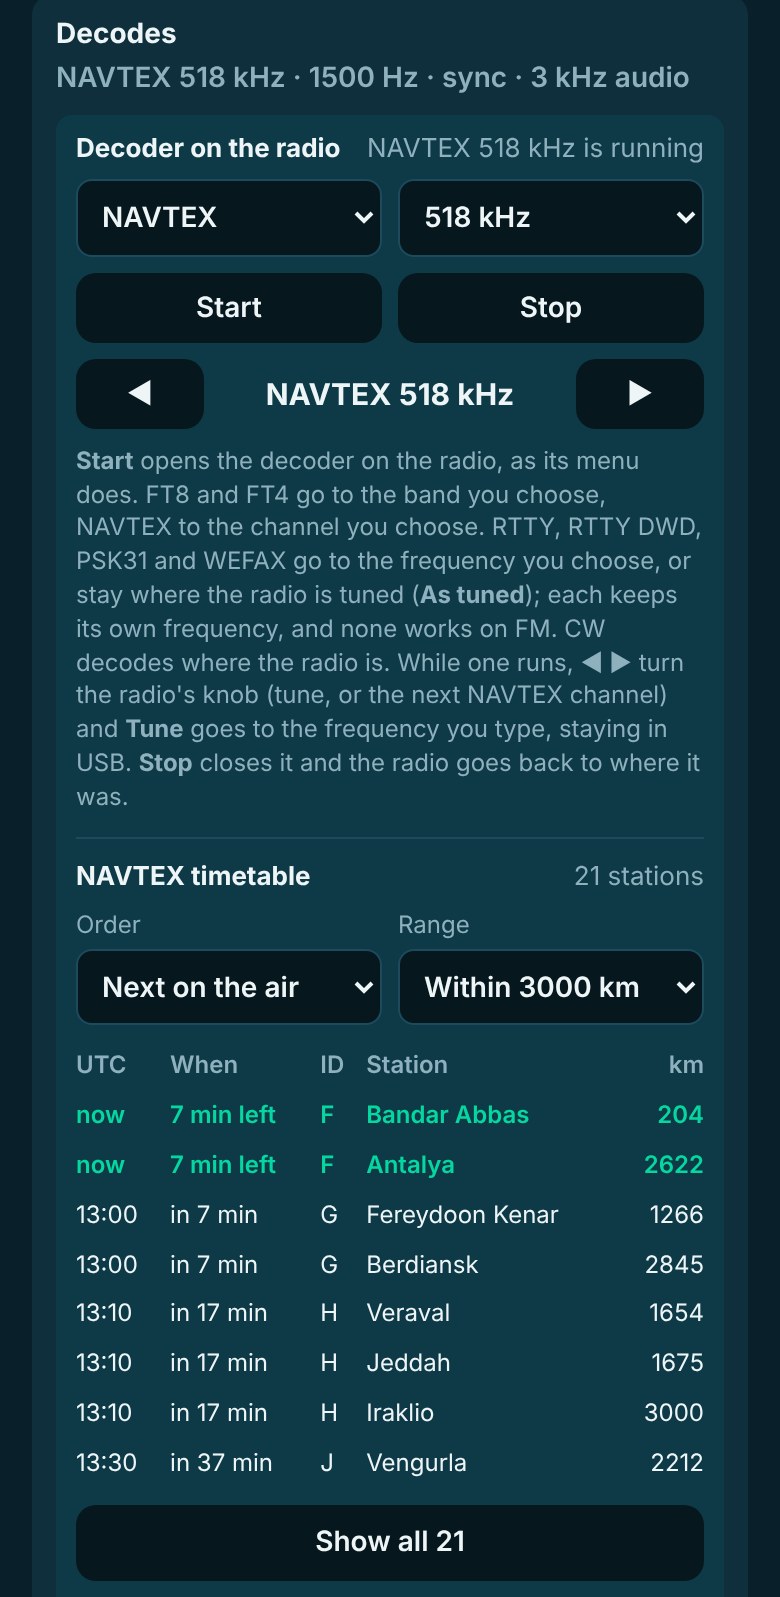 Decodes
NAVTEX 518 kHz · 1500 Hz · sync · 3 kHz audio
Decoder on the radio NAVTEX 518 kHz is running
NAVTEX 518 kHz
Start Stop
◀ NAVTEX 518 kHz ▶
Start opens the decoder on the radio, as its menu
does. FT8 and FT4 go to the band you choose,
NAVTEX to the channel you choose. RTTY, RTTY DWD,
PSK31 and WEFAX go to the frequency you choose, or
stay where the radio is tuned (As tuned); each keeps
its own frequency, and none works on FM. CW
decodes where the radio is. While one runs, ◀ ▶ turn
the radio's knob (tune, or the next NAVTEX channel)
and Tune goes to the frequency you type, staying in
USB. Stop closes it and the radio goes back to where it
was.
NAVTEX timetable 21 stations
Order Range
Next on the air Within 3000 km
UTC When ID Station km
now 7 min left F Bandar Abbas 204
now 7 min left F Antalya 2622
13:00 in 7 min G Fereydoon Kenar 1266
13:00 in 7 min G Berdiansk 2845
13:10 in 17 min H Veraval 1654
13:10 in 17 min H Jeddah 1675
13:10 in 17 min H Iraklio 3000
13:30 in 37 min J Vengurla 2212
Show all 21